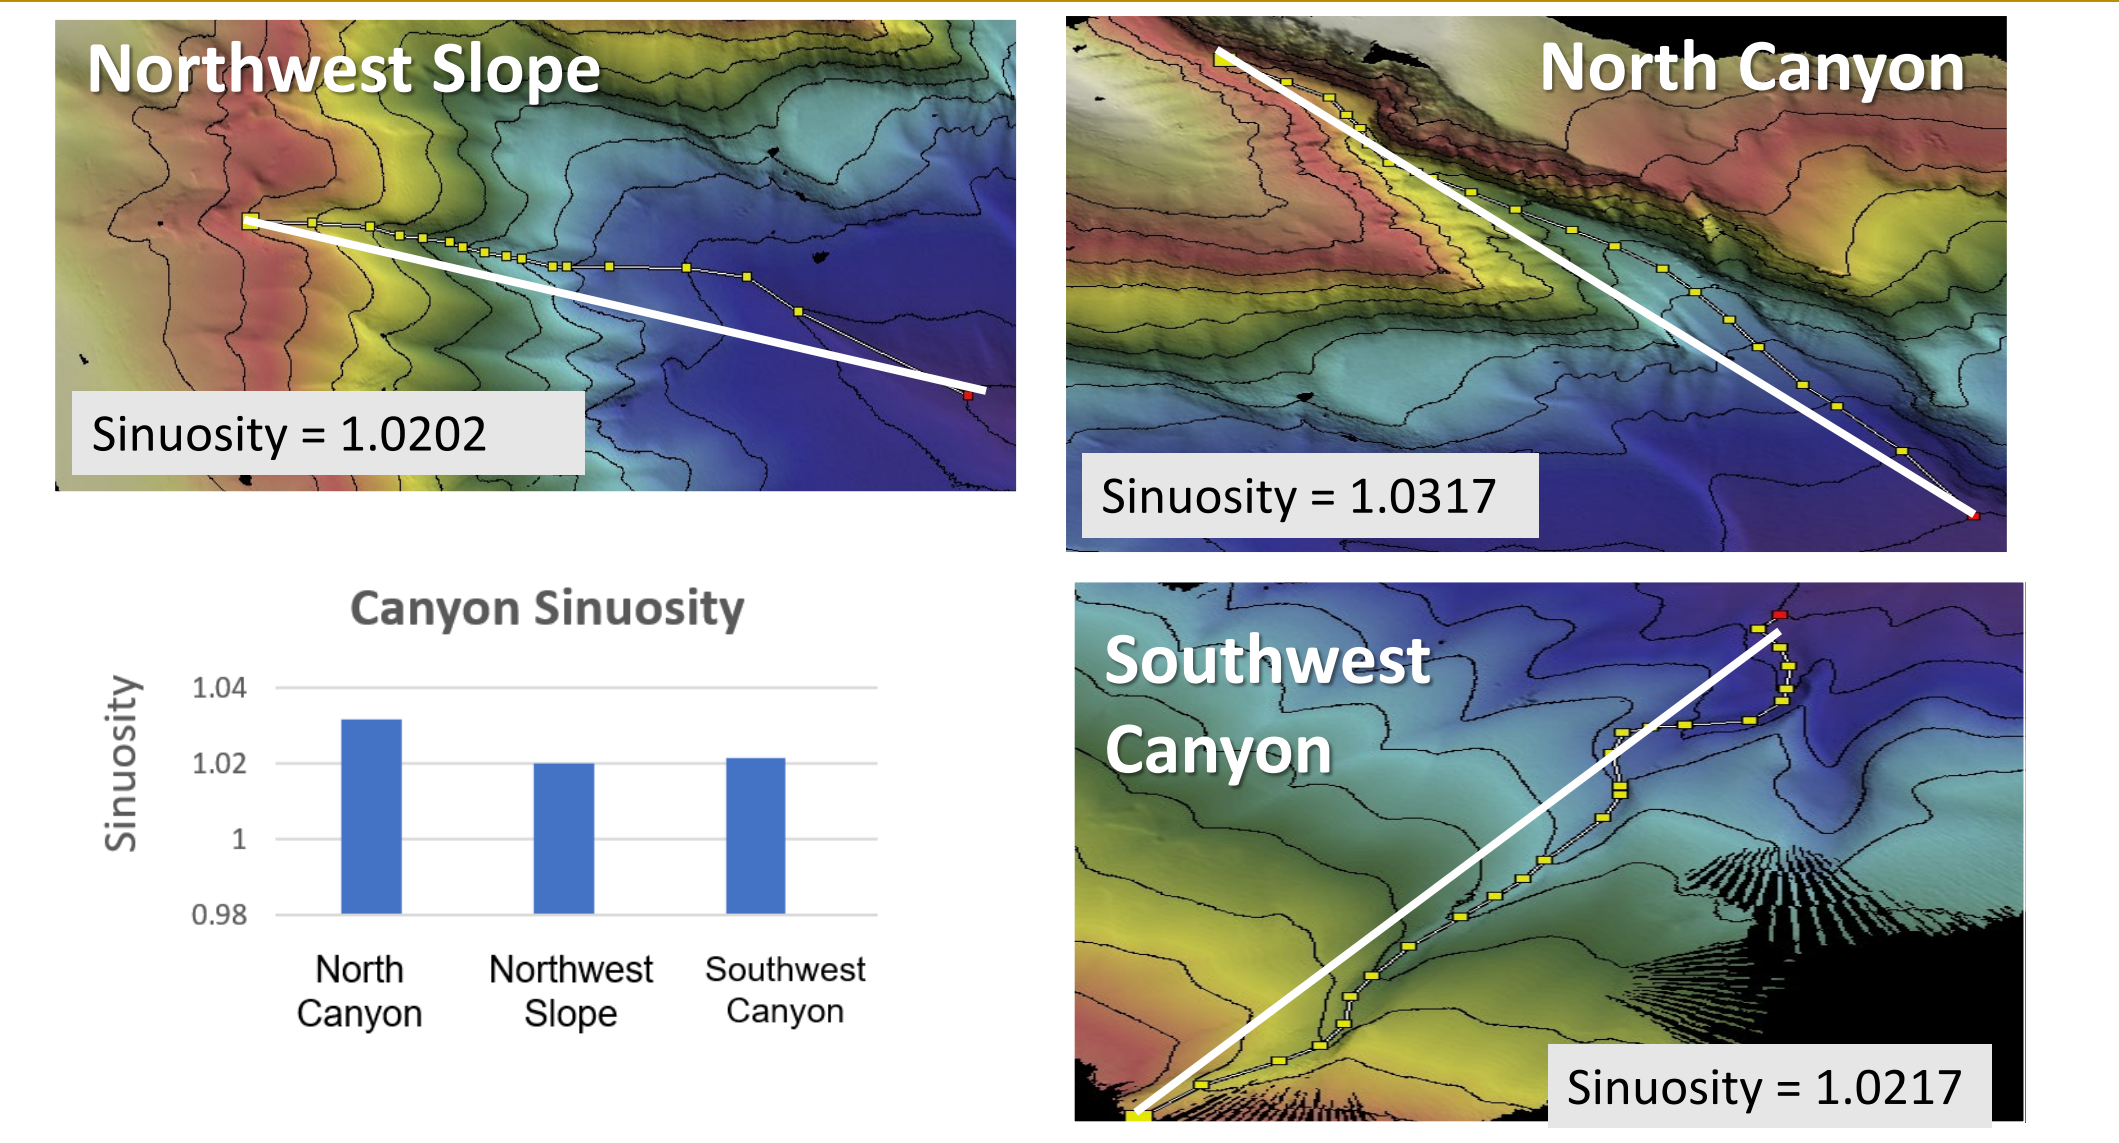 Northwest Slope
Sinuosity = 1.0202
North Canyon
Sinuosity = 1.0317
Canyon Sinuosity
Sinuosity
1.04
1.02
1
0.98
North
Canyon
Northwest
Slope
Southwest
Canyon
Southwest
Canyon
Sinuosity = 1.0217